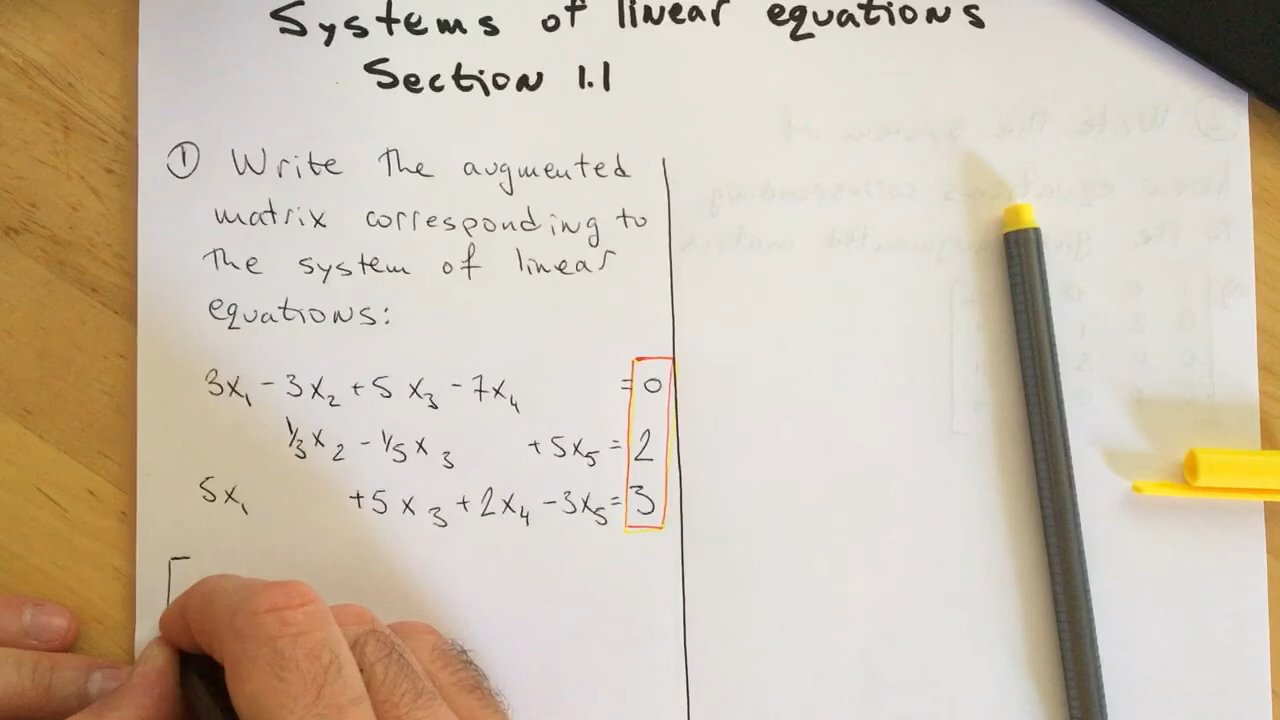 Systems of linear equations
Section 1.1
① Write the augmented
matrix corresponding to
the system of linear
equations:
3x₁ - 3x₂ + 5x₃ - 7x₄ = 0
⅓x₂ - ⅕x₃ + 5x₅ = 2
5x₁ + 5x₃ + 2x₄ - 3x₅ = 3